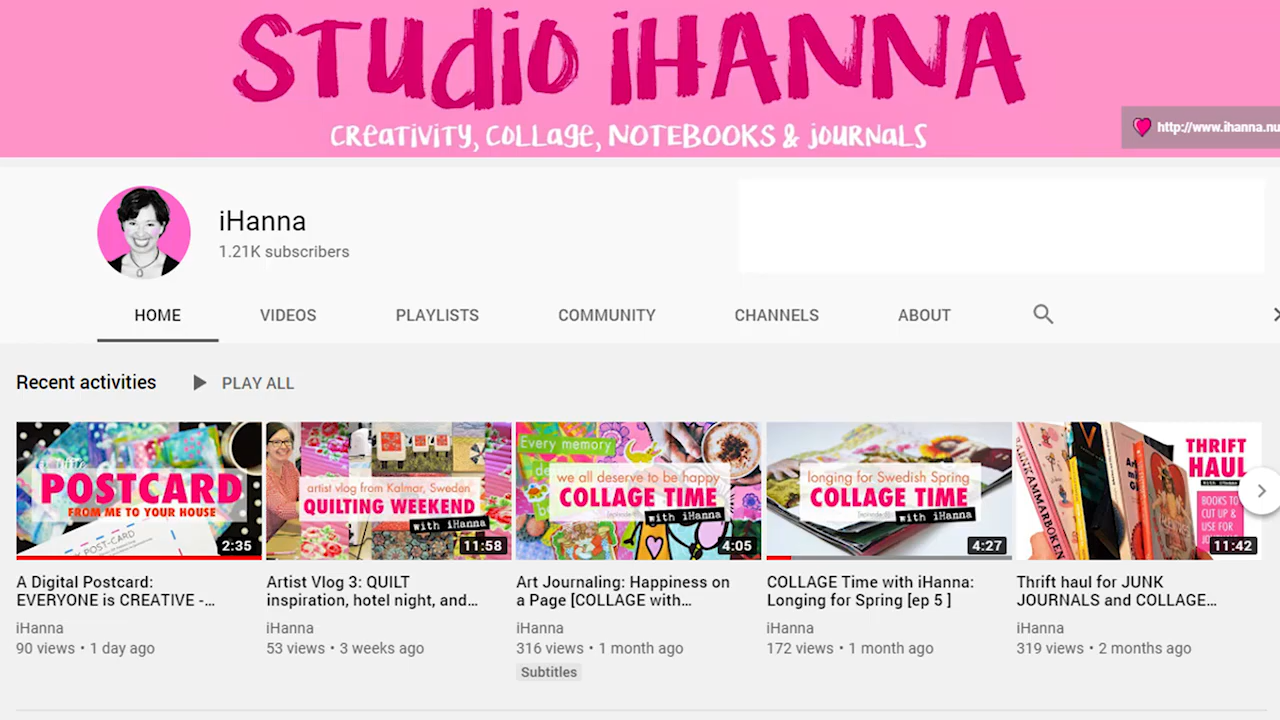 STUDIO iHANNA
CREATIVITY, COLLAGE, NOTEBOOKS & JOURNALS
http://www.ihanna.nu
iHanna
1.21K subscribers
HOME VIDEOS PLAYLISTS COMMUNITY CHANNELS ABOUT
Recent activities PLAY ALL
POSTCARD
FROM ME TO YOUR HOUSE
POST-CARD
2:35
artist vlog from Kalmar, Sweden
QUILTING WEEKEND
with iHanna
11:58
Every memory
we all deserve to be happy
COLLAGE TIME
with iHanna
4:05
longing for Swedish Spring
COLLAGE TIME
with iHanna
4:27
THRIFT
HAUL
BOOKS TO
CUT UP &
USE FOR
11:42
A Digital Postcard:
EVERYONE is CREATIVE -...
iHanna
90 views • 1 day ago
Artist Vlog 3: QUILT
inspiration, hotel night, and...
iHanna
53 views • 3 weeks ago
Art Journaling: Happiness on
a Page [COLLAGE with...
iHanna
316 views • 1 month ago
Subtitles
COLLAGE Time with iHanna:
Longing for Spring [ep 5 ]
iHanna
172 views • 1 month ago
Thrift haul for JUNK
JOURNALS and COLLAGE...
iHanna
319 views • 2 months ago